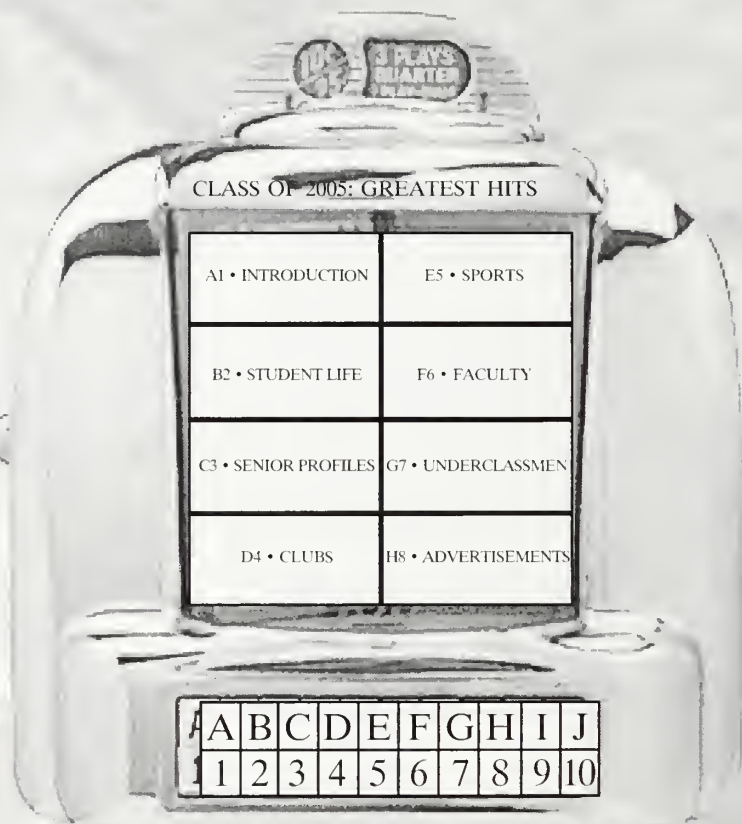 10¢
3 PLAYS
QUARTER
CLASS OF 2005: GREATEST HITS
A1 • INTRODUCTION
E5 • SPORTS
B2 • STUDENT LIFE
F6 • FACULTY
C3 • SENIOR PROFILES
G7 • UNDERCLASSMEN
D4 • CLUBS
H8 • ADVERTISEMENTS
A B C D E F G H I J
1 2 3 4 5 6 7 8 9 10